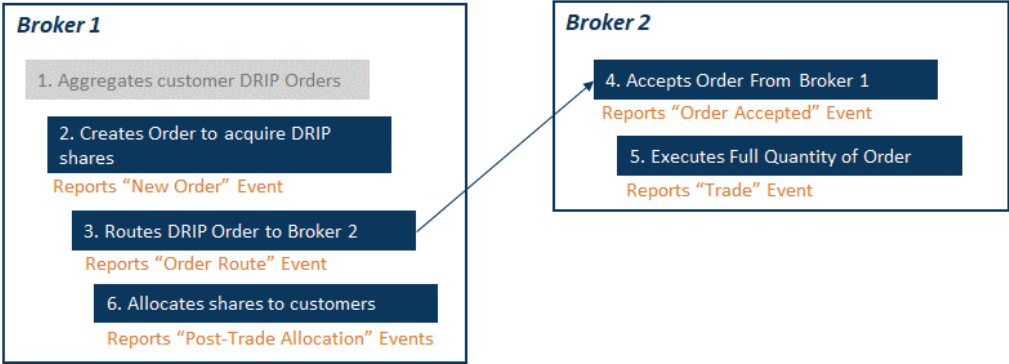 Broker 1
1. Aggregates customer DRIP Orders
2. Creates Order to acquire DRIP
shares
Reports “New Order” Event
3. Routes DRIP Order to Broker 2
Reports “Order Route” Event
6. Allocates shares to customers
Reports “Post-Trade Allocation” Events
Broker 2
4. Accepts Order From Broker 1
Reports “Order Accepted” Event
5. Executes Full Quantity of Order
Reports “Trade” Event